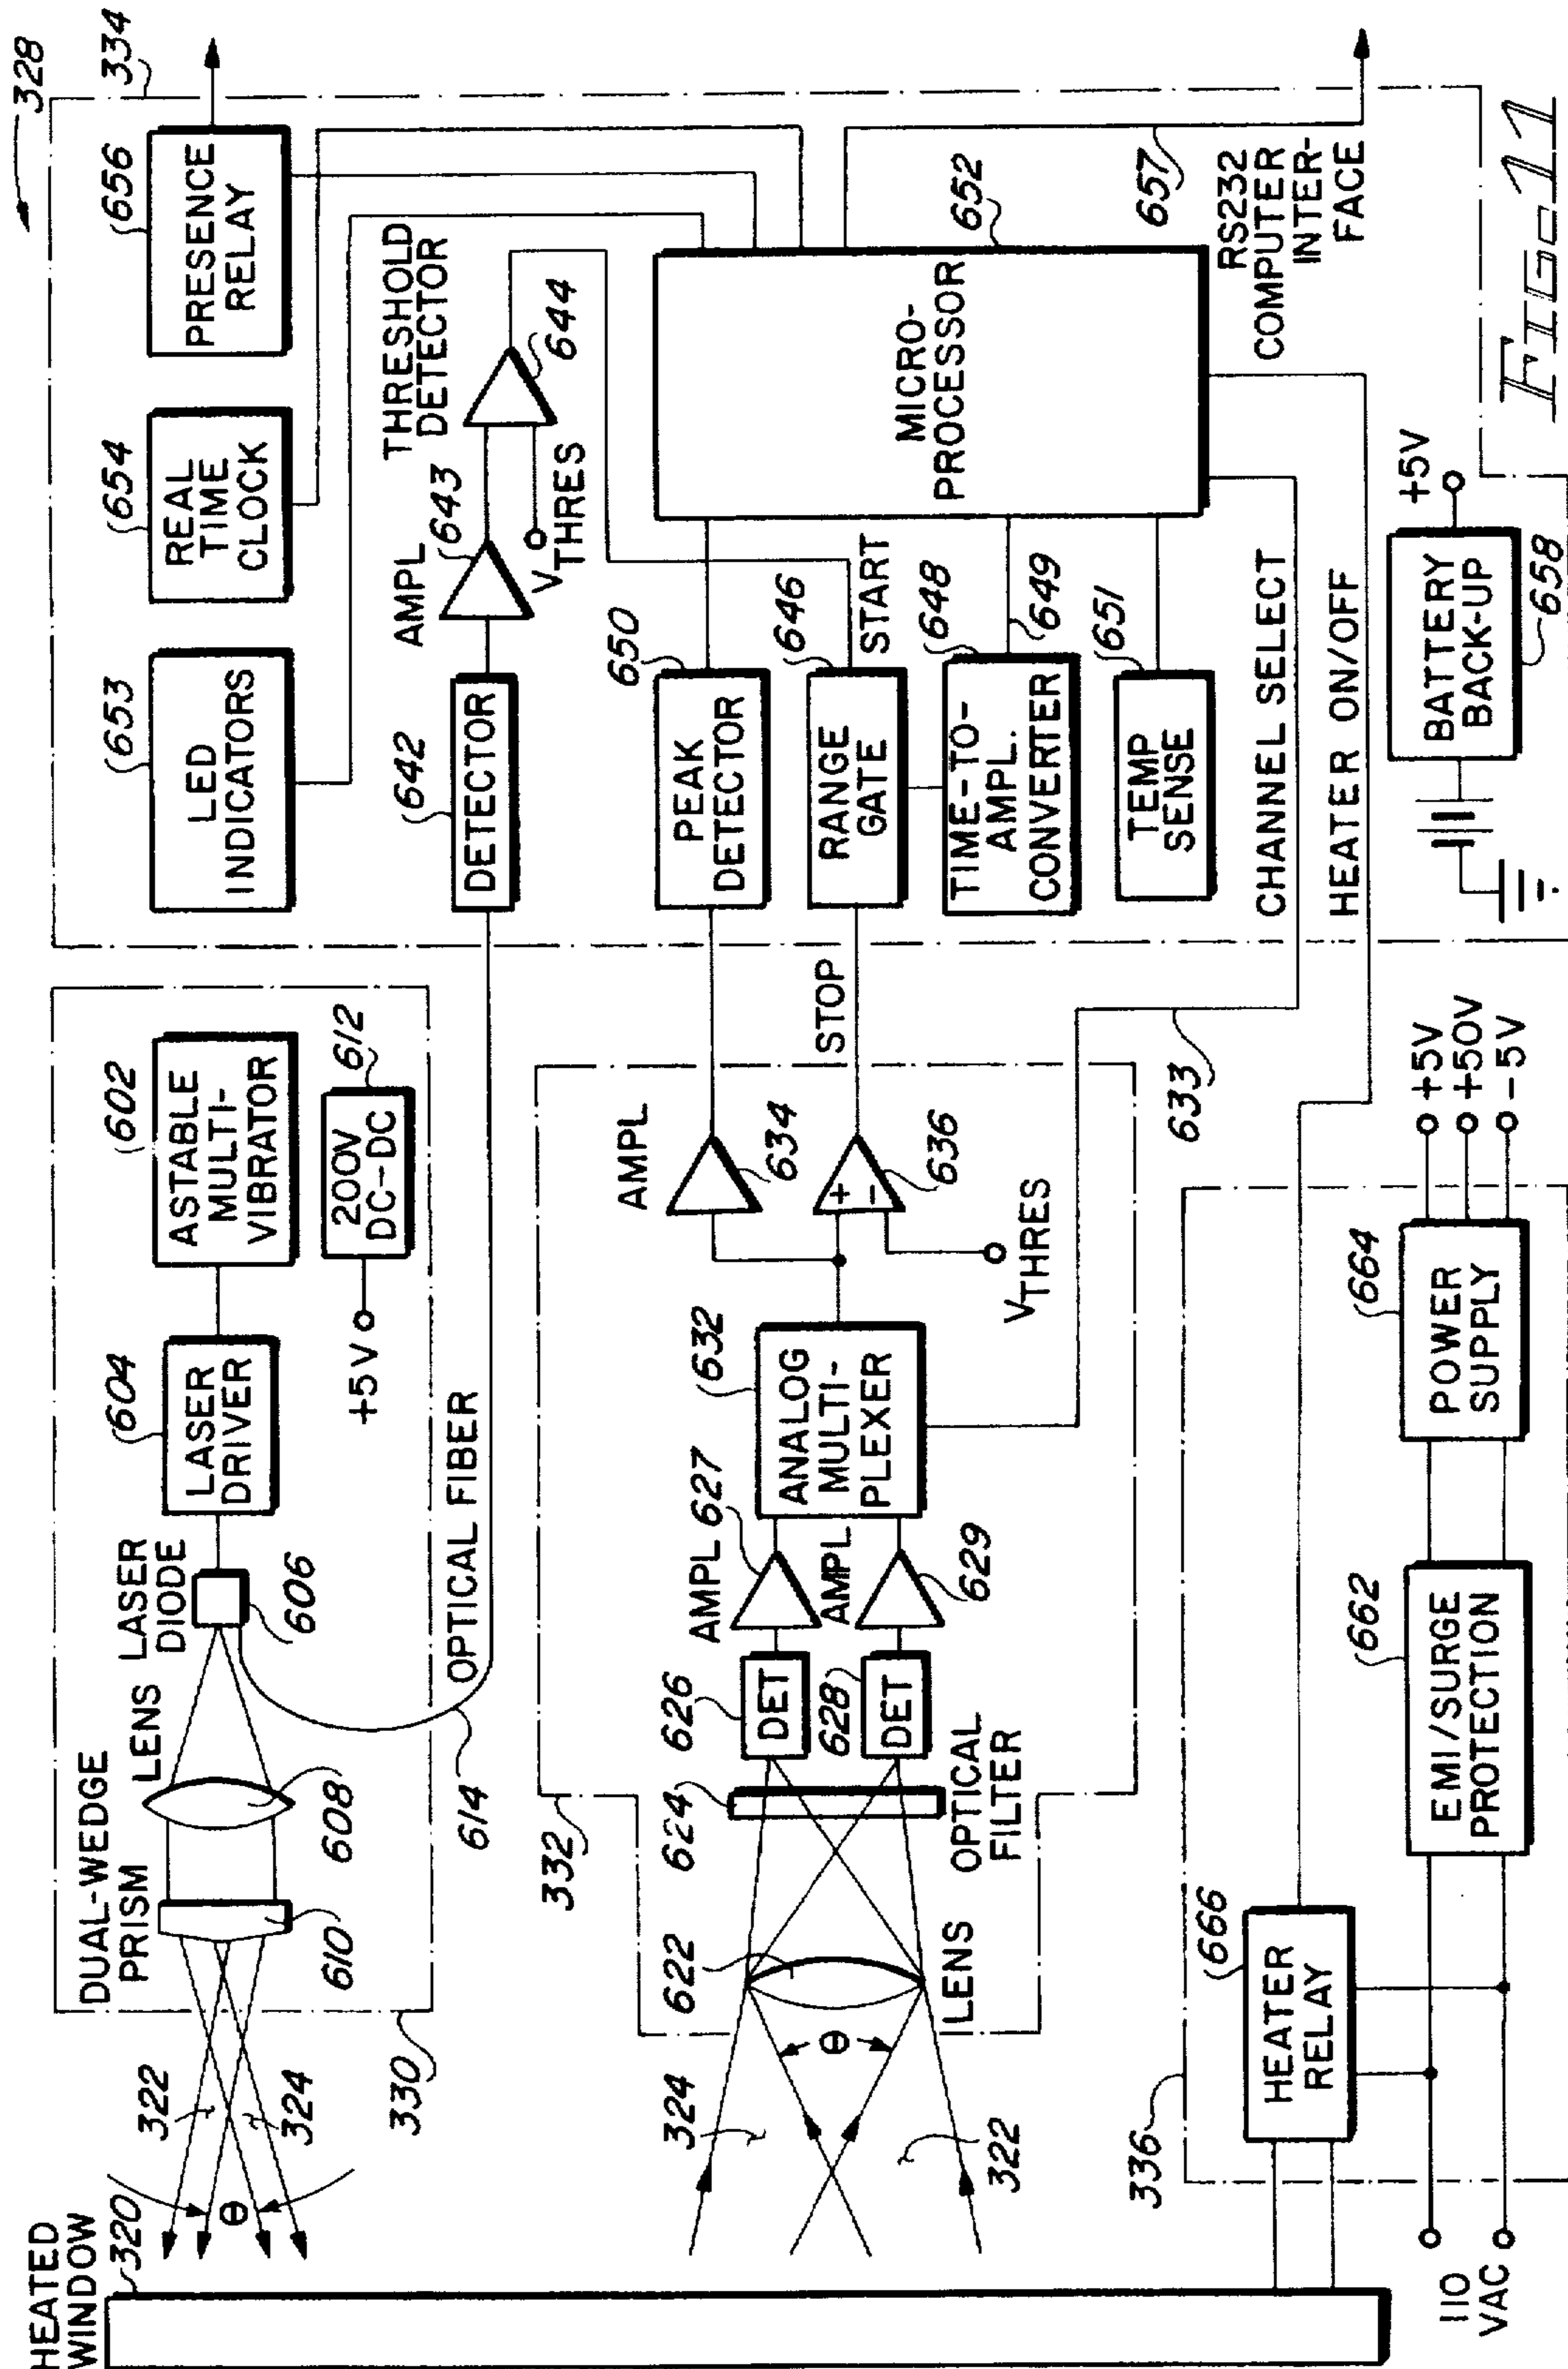 328
334
HEATED
WINDOW
320
322
324
θ
330
DUAL-WEDGE
PRISM
610
LENS
608
LASER
DIODE
606
604
LASER
DRIVER
602
ASTABLE
MULTI-
VIBRATOR
+5V
200V
DC-DC
612
614
OPTICAL FIBER
653
LED
INDICATORS
654
REAL
TIME
CLOCK
656
PRESENCE
RELAY
642
DETECTOR
AMPL
643
THRESHOLD
DETECTOR
VTHRES
644
332
324
322
θ
622
LENS
624
OPTICAL
FILTER
626
DET
628
DET
AMPL
627
AMPL
629
632
ANALOG
MULTI-
PLEXER
AMPL
634
636
+
-
VTHRES
STOP
633
650
PEAK
DETECTOR
646
RANGE
GATE
START
648
TIME-TO-
AMPL.
CONVERTER
649
651
TEMP
SENSE
MICRO-
PROCESSOR
652
657
RS232
COMPUTER
INTER-
FACE
CHANNEL SELECT
HEATER ON/OFF
336
666
HEATER
RELAY
110
VAC
662
EMI/SURGE
PROTECTION
664
POWER
SUPPLY
+5V
+50V
-5V
BATTERY
BACK-UP
658
+5V
FIG. 11